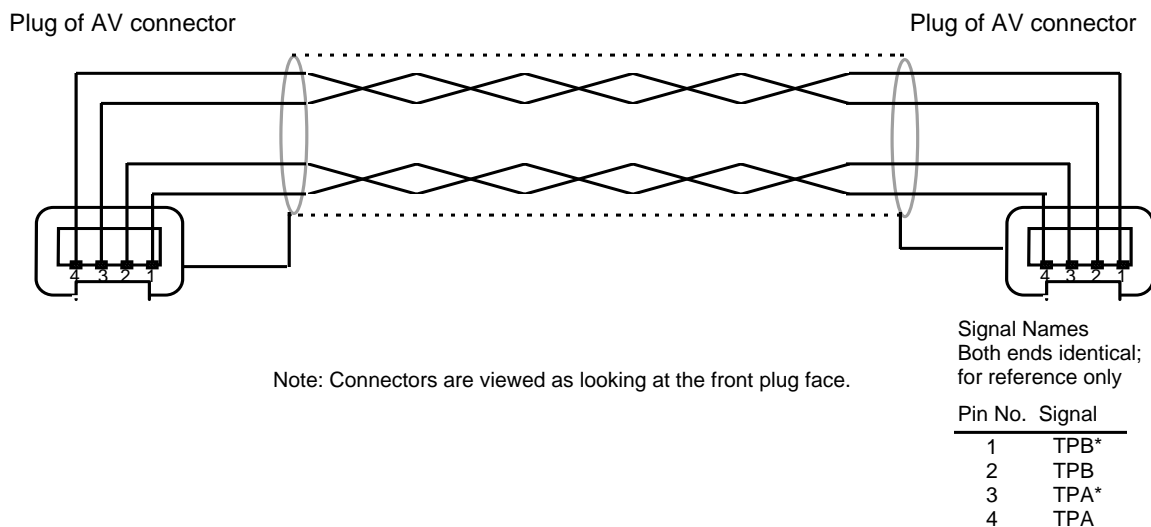 Plug of AV connector
Plug of AV connector
4 3 2 1
4 3 2 1
Note: Connectors are viewed as looking at the front plug face.
Signal Names
Both ends identical;
for reference only
Pin No. Signal
1 TPB*
2 TPB
3 TPA*
4 TPA